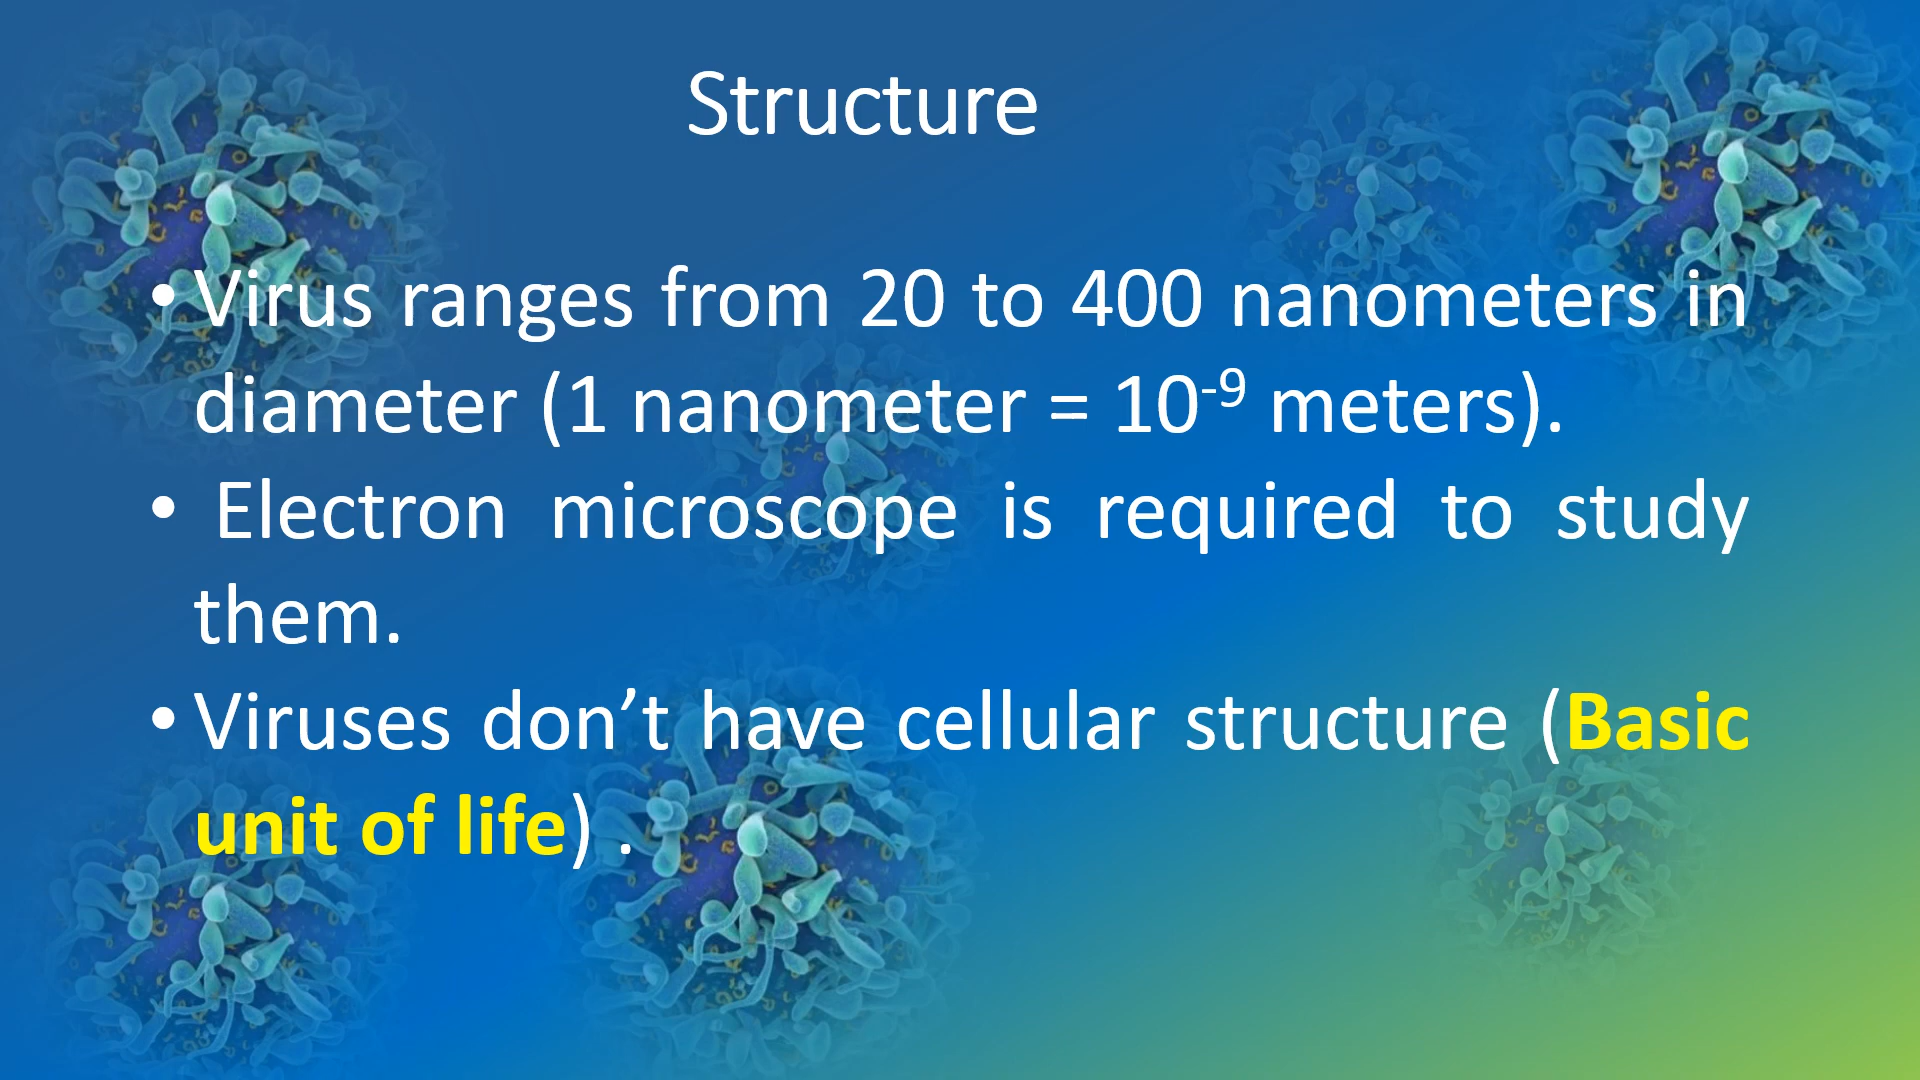 Structure
• Virus ranges from 20 to 400 nanometers in
diameter (1 nanometer = 10⁻⁹ meters).
• Electron microscope is required to study
them.
• Viruses don’t have cellular structure (Basic
unit of life) .